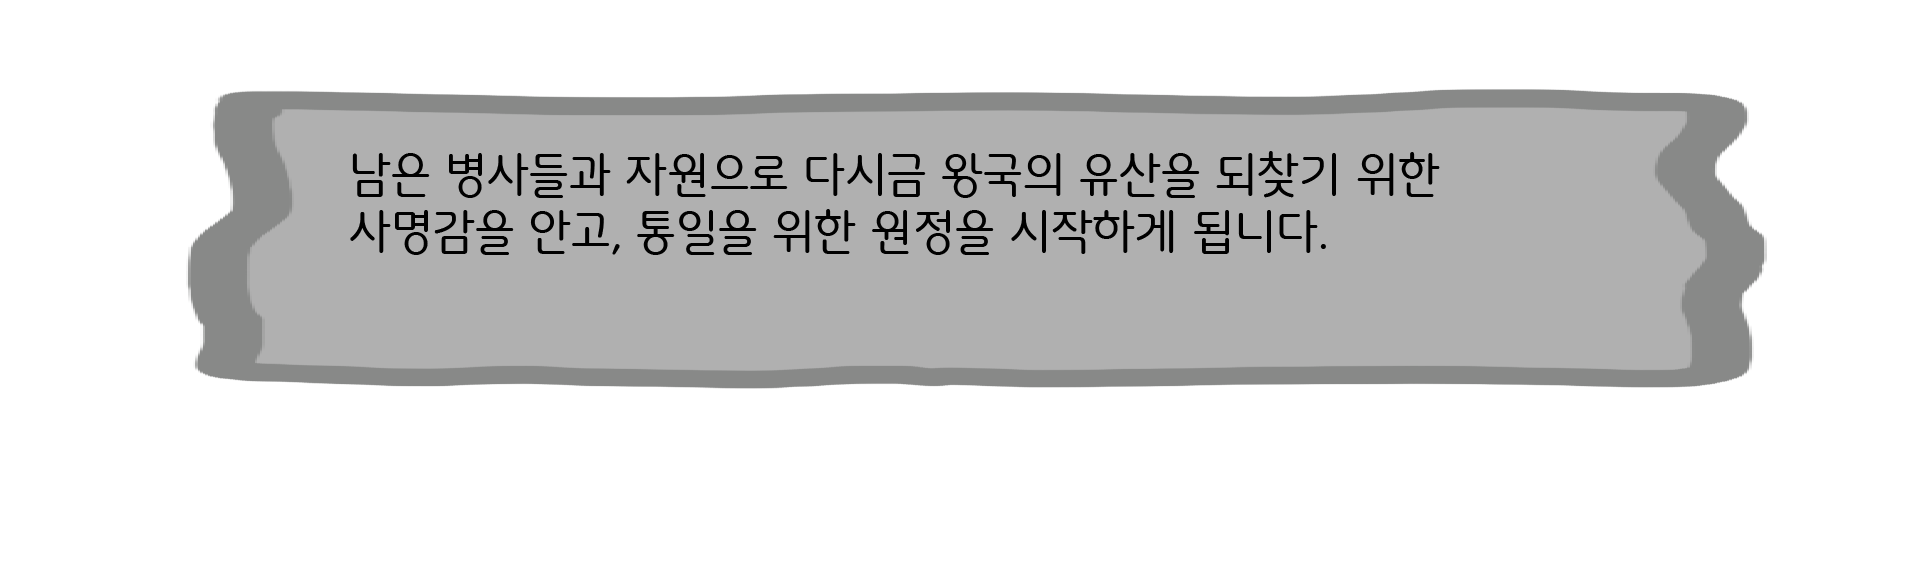 남은 병사들과 자원으로 다시금 왕국의 유산을 되찾기 위한
사명감을 안고, 통일을 위한 원정을 시작하게 됩니다.